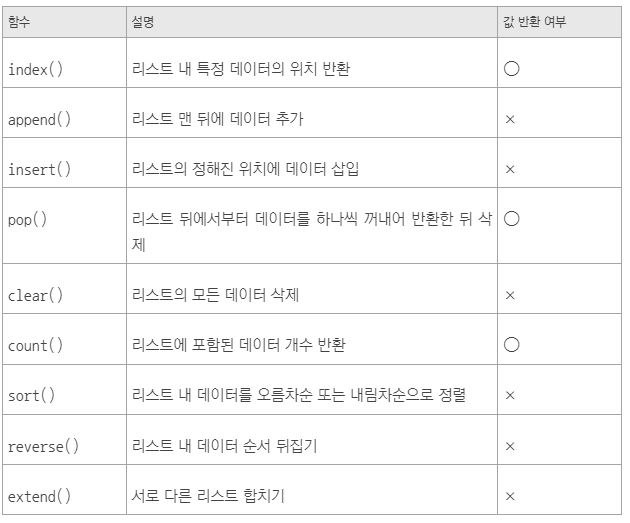 함수 설명 값 반환 여부
index() 리스트 내 특정 데이터의 위치 반환 ○
append() 리스트 맨 뒤에 데이터 추가 ×
insert() 리스트의 정해진 위치에 데이터 삽입 ×
pop() 리스트 뒤에서부터 데이터를 하나씩 꺼내어 반환한 뒤 삭 ○
제
clear() 리스트의 모든 데이터 삭제 ×
count() 리스트에 포함된 데이터 개수 반환 ○
sort() 리스트 내 데이터를 오름차순 또는 내림차순으로 정렬 ×
reverse() 리스트 내 데이터 순서 뒤집기 ×
extend() 서로 다른 리스트 합치기 ×